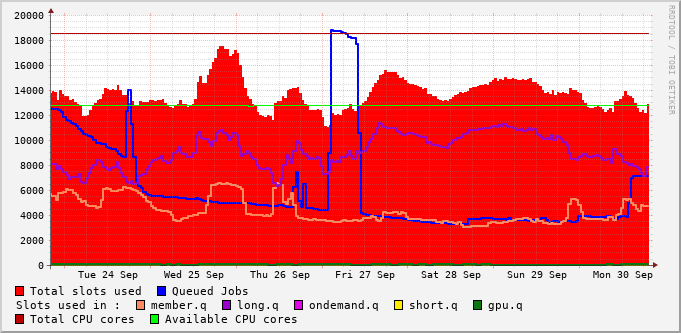 20000
18000
16000
14000
12000
10000
8000
6000
4000
2000
0
Tue 24 Sep Wed 25 Sep Thu 26 Sep Fri 27 Sep Sat 28 Sep Sun 29 Sep Mon 30 Sep
Total slots used Queued Jobs
Slots used in : member.q long.q ondemand.q short.q gpu.q
Total CPU cores Available CPU cores
RRDTOOL / TOBI OETIKER